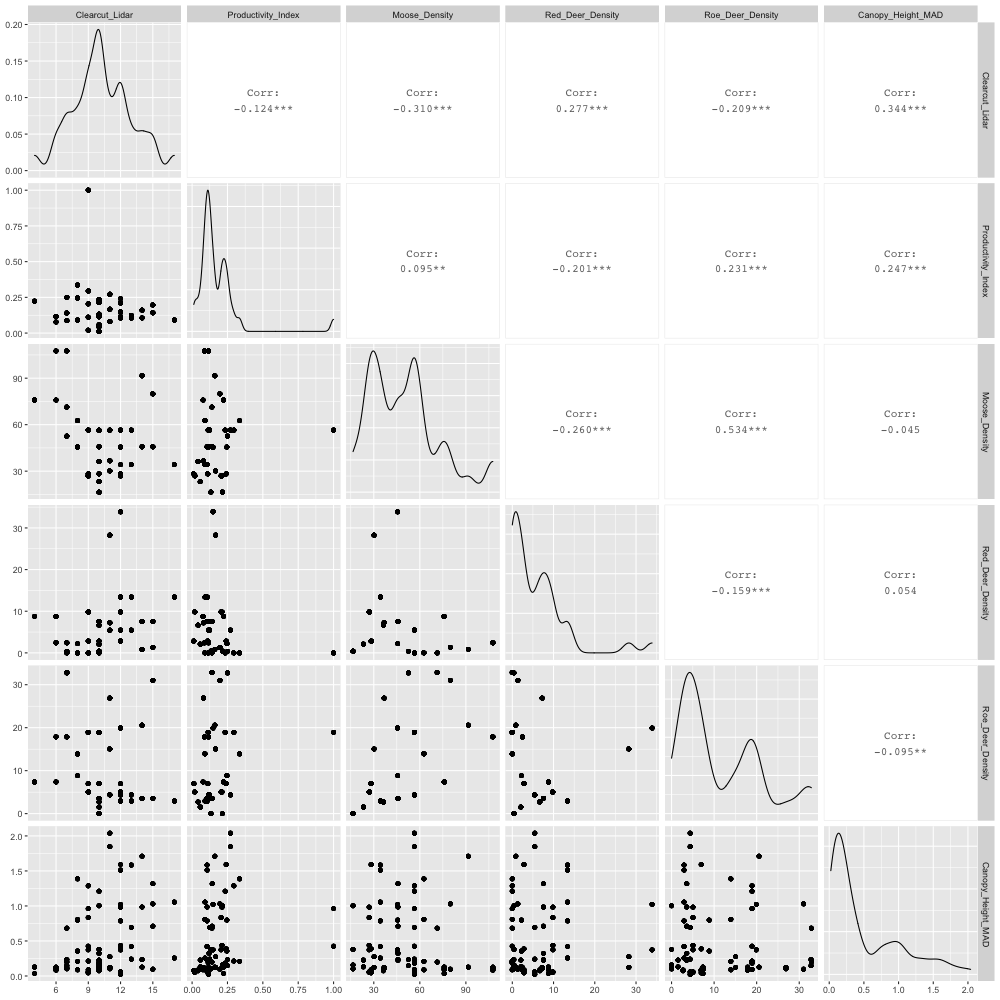 Clearcut_Lidar Productivity_Index Moose_Density Red_Deer_Density Roe_Deer_Density Canopy_Height_MAD
0.20
0.15
0.10
0.05
0.00
Corr:
-0.124***
Corr:
-0.310***
Corr:
0.277***
Corr:
-0.209***
Corr:
0.344***
Clearcut_Lidar
1.00
0.75
0.50
0.25
0.00
Corr:
0.095**
Corr:
-0.201***
Corr:
0.231***
Corr:
0.247***
Productivity_Index
90
60
30
Corr:
-0.260***
Corr:
0.534***
Corr:
-0.045
Moose_Density
30
20
10
0
Corr:
-0.159***
Corr:
0.054
Red_Deer_Density
30
20
10
0
Corr:
-0.095**
Roe_Deer_Density
2.0
1.5
1.0
0.5
0.0
Canopy_Height_MAD
6 9 12 15 0.00 0.25 0.50 0.75 1.00 30 60 90 0 10 20 30 0 10 20 30 0.0 0.5 1.0 1.5 2.0